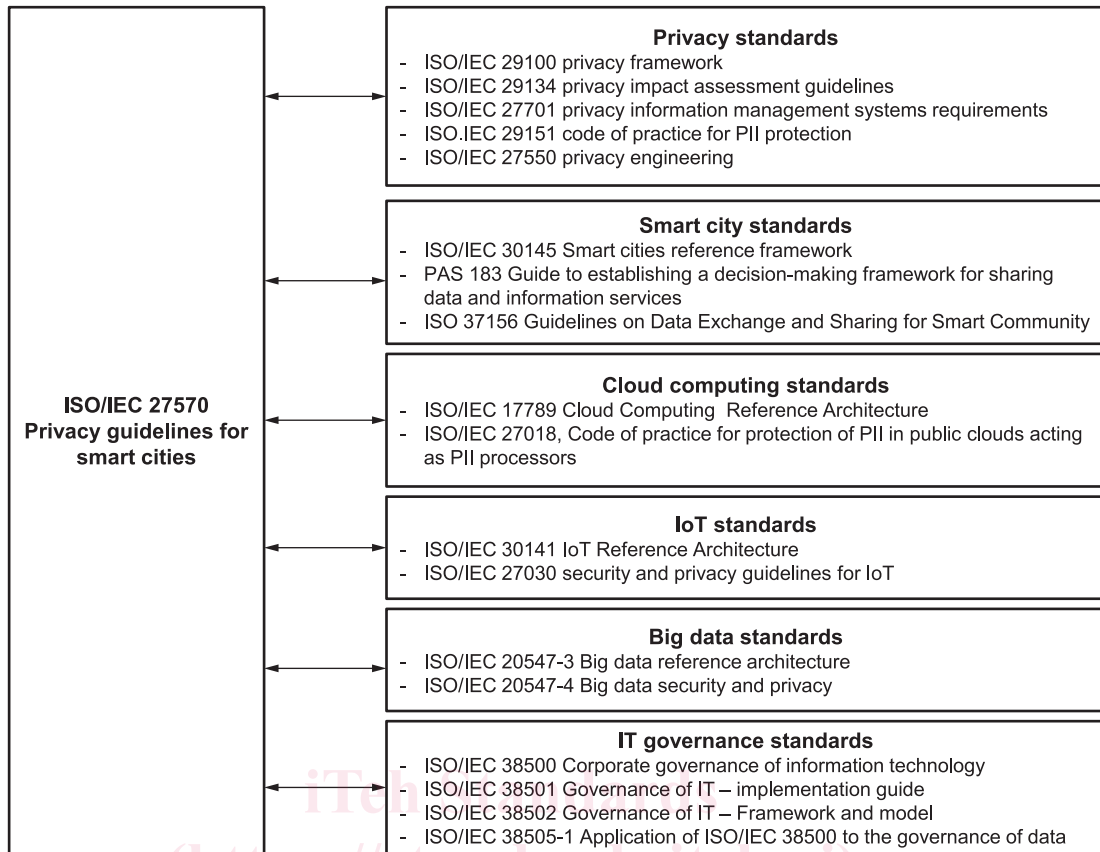 ISO/IEC 27570
Privacy guidelines for
smart cities
Privacy standards
- ISO/IEC 29100 privacy framework
- ISO/IEC 29134 privacy impact assessment guidelines
- ISO/IEC 27701 privacy information management systems requirements
- ISO.IEC 29151 code of practice for PII protection
- ISO/IEC 27550 privacy engineering
Smart city standards
- ISO/IEC 30145 Smart cities reference framework
- PAS 183 Guide to establishing a decision-making framework for sharing
data and information services
- ISO 37156 Guidelines on Data Exchange and Sharing for Smart Community
Cloud computing standards
- ISO/IEC 17789 Cloud Computing Reference Architecture
- ISO/IEC 27018, Code of practice for protection of PII in public clouds acting
as PII processors
IoT standards
- ISO/IEC 30141 IoT Reference Architecture
- ISO/IEC 27030 security and privacy guidelines for IoT
Big data standards
- ISO/IEC 20547-3 Big data reference architecture
- ISO/IEC 20547-4 Big data security and privacy
IT governance standards
- ISO/IEC 38500 Corporate governance of information technology
- ISO/IEC 38501 Governance of IT – implementation guide
- ISO/IEC 38502 Governance of IT – Framework and model
- ISO/IEC 38505-1 Application of ISO/IEC 38500 to the governance of data
iTeh Standards